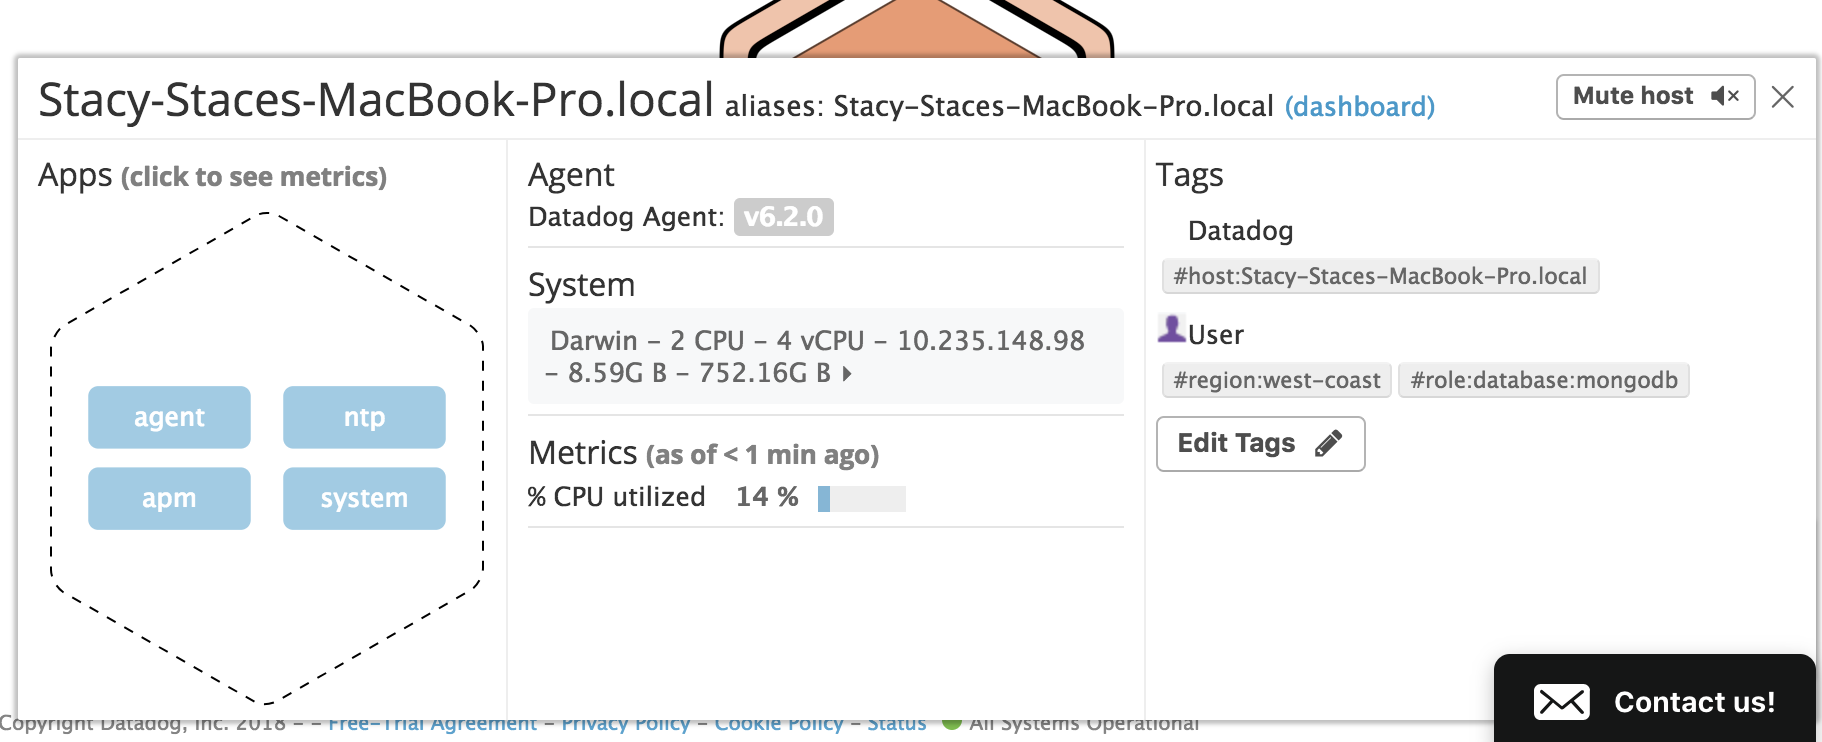 Stacy-Staces-MacBook-Pro.local aliases: Stacy-Staces-MacBook-Pro.local (dashboard)
Mute host
Apps (click to see metrics)
agent
ntp
apm
system
Agent
Datadog Agent: v6.2.0
System
Darwin - 2 CPU - 4 vCPU - 10.235.148.98
- 8.59G B - 752.16G B
Metrics (as of < 1 min ago)
% CPU utilized 14 %
Tags
Datadog
#host:Stacy-Staces-MacBook-Pro.local
User
#region:west-coast #role:database:mongodb
Edit Tags
Contact us!
Copyright Datadog, Inc. 2018 - - Free-Trial Agreement - Privacy Policy - Cookie Policy - Status All Systems Operational